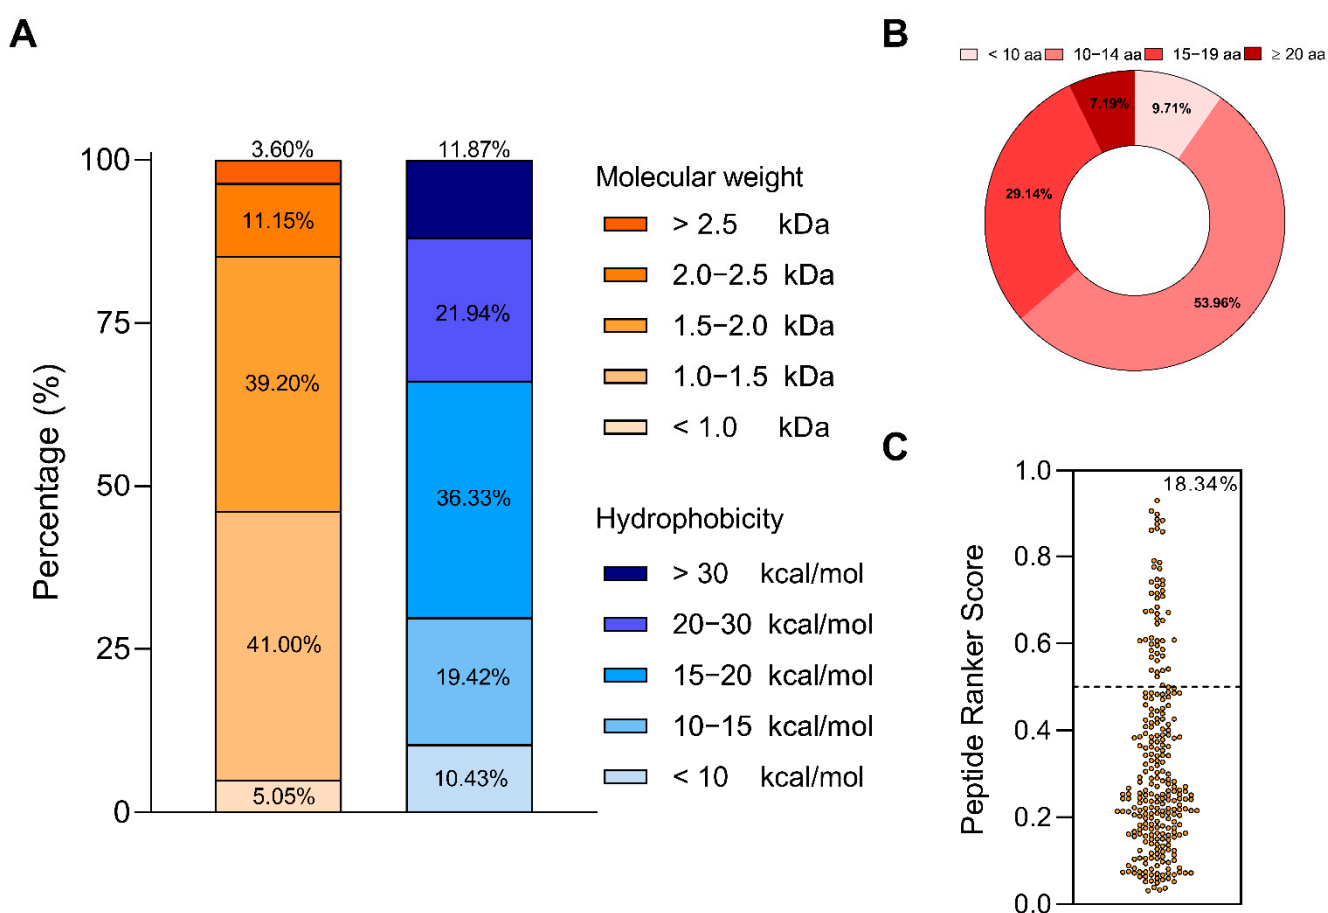 A
Percentage (%)
100
75
50
25
0
3.60%
11.15%
39.20%
41.00%
5.05%
11.87%
21.94%
36.33%
19.42%
10.43%
Molecular weight
> 2.5 kDa
2.0−2.5 kDa
1.5−2.0 kDa
1.0−1.5 kDa
< 1.0 kDa
Hydrophobicity
> 30 kcal/mol
20−30 kcal/mol
15−20 kcal/mol
10−15 kcal/mol
< 10 kcal/mol
B
< 10 aa 10−14 aa 15−19 aa ≥ 20 aa
7.19%
9.71%
29.14%
53.96%
C
Peptide Ranker Score
1.0
0.8
0.6
0.4
0.2
0.0
18.34%